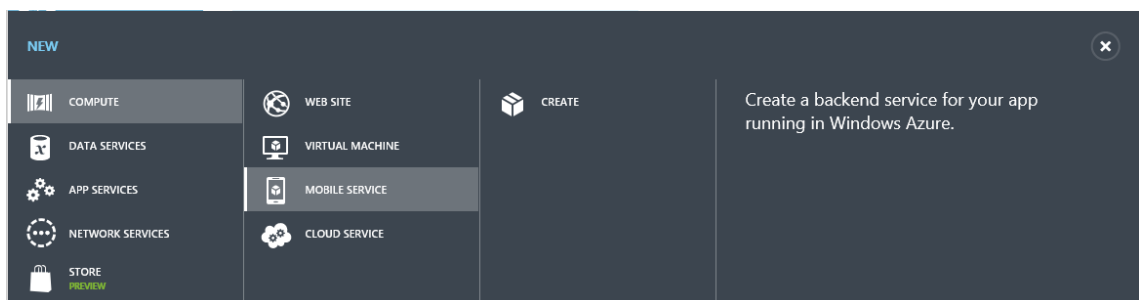 NEW
COMPUTE
DATA SERVICES
APP SERVICES
NETWORK SERVICES
STORE
PREVIEW
WEB SITE
VIRTUAL MACHINE
MOBILE SERVICE
CLOUD SERVICE
CREATE
Create a backend service for your app
running in Windows Azure.